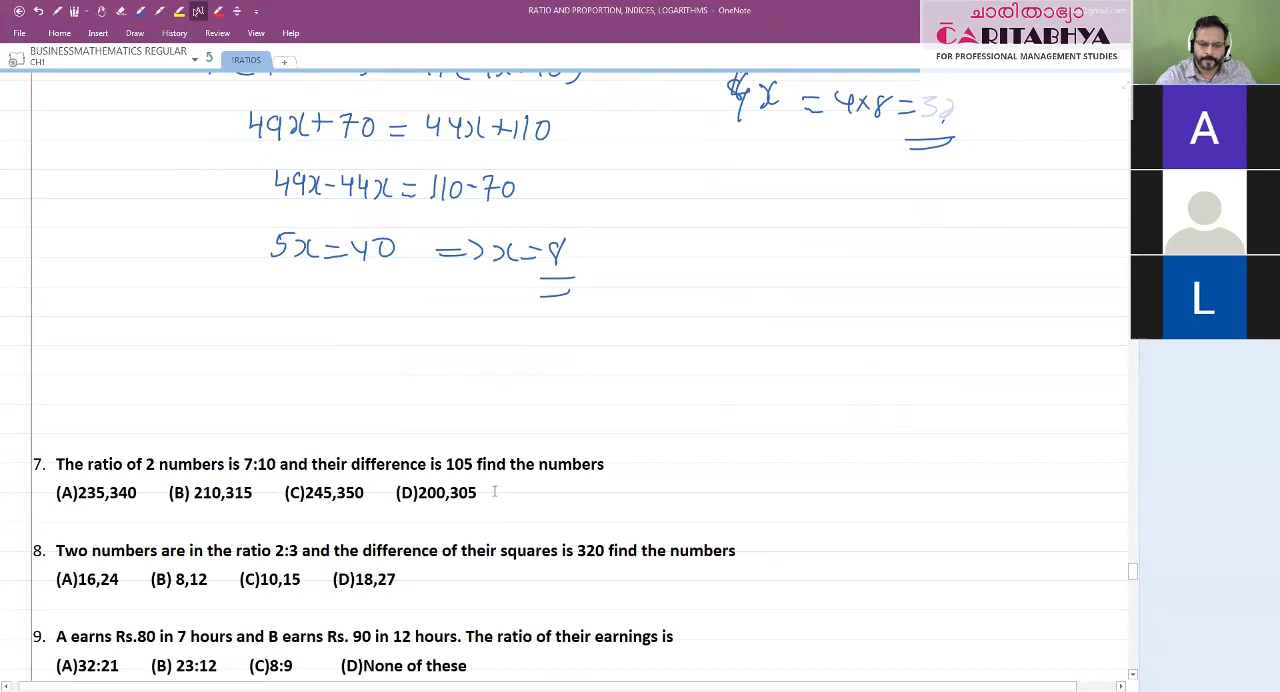 RATIO AND PROPORTION, INDICES, LOGARITHMS - OneNote
@gmail.com
File Home Insert Draw History Review View Help
ചാരിതാഭ്യാ
CARITABHYA
FOR PROFESSIONAL MANAGEMENT STUDIES
BUSINESSMATHEMATICS REGULAR
CH1
5
1RATIOS
4x = 4×8 = 32
49x + 70 = 44x + 110
49x - 44x = 110 - 70
5x = 40 => x = 8
7. The ratio of 2 numbers is 7:10 and their difference is 105 find the numbers
(A)235,340 (B) 210,315 (C)245,350 (D)200,305
8. Two numbers are in the ratio 2:3 and the difference of their squares is 320 find the numbers
(A)16,24 (B) 8,12 (C)10,15 (D)18,27
9. A earns Rs.80 in 7 hours and B earns Rs. 90 in 12 hours. The ratio of their earnings is
(A)32:21 (B) 23:12 (C)8:9 (D)None of these
A
L